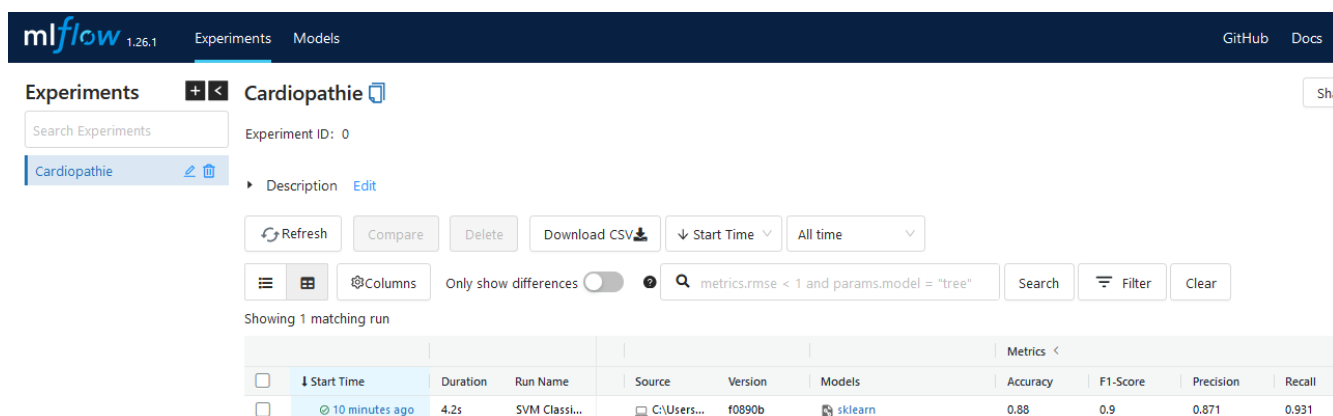 mlflow 1.26.1 Experiments Models GitHub Docs
Experiments + < Cardiopathie Sha
Search Experiments Experiment ID: 0
Cardiopathie
Description Edit
Refresh Compare Delete Download CSV Start Time All time
Columns Only show differences ? metrics.rmse < 1 and params.model = "tree" Search Filter Clear
Showing 1 matching run
Metrics <
↓ Start Time Duration Run Name Source Version Models Accuracy F1-Score Precision Recall
10 minutes ago 4.2s SVM Classi... C:\Users... f0890b sklearn 0.88 0.9 0.871 0.931